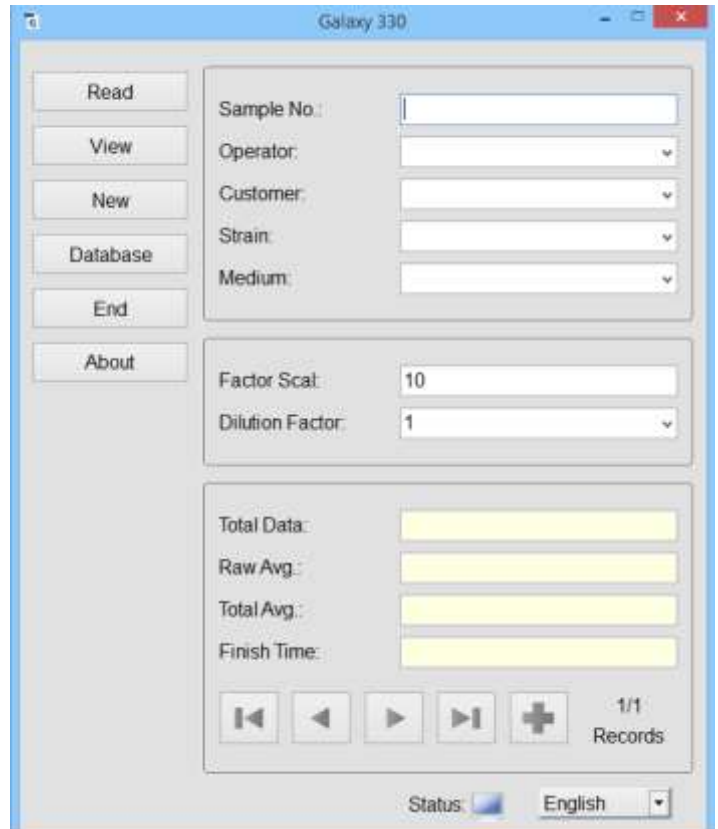 Galaxy 330
Read
View
New
Database
End
About
Sample No.:
Operator:
Customer:
Strain:
Medium:
Factor Scal: 10
Dilution Factor: 1
Total Data:
Raw Avg.:
Total Avg.:
Finish Time:
1/1
Records
Status: English